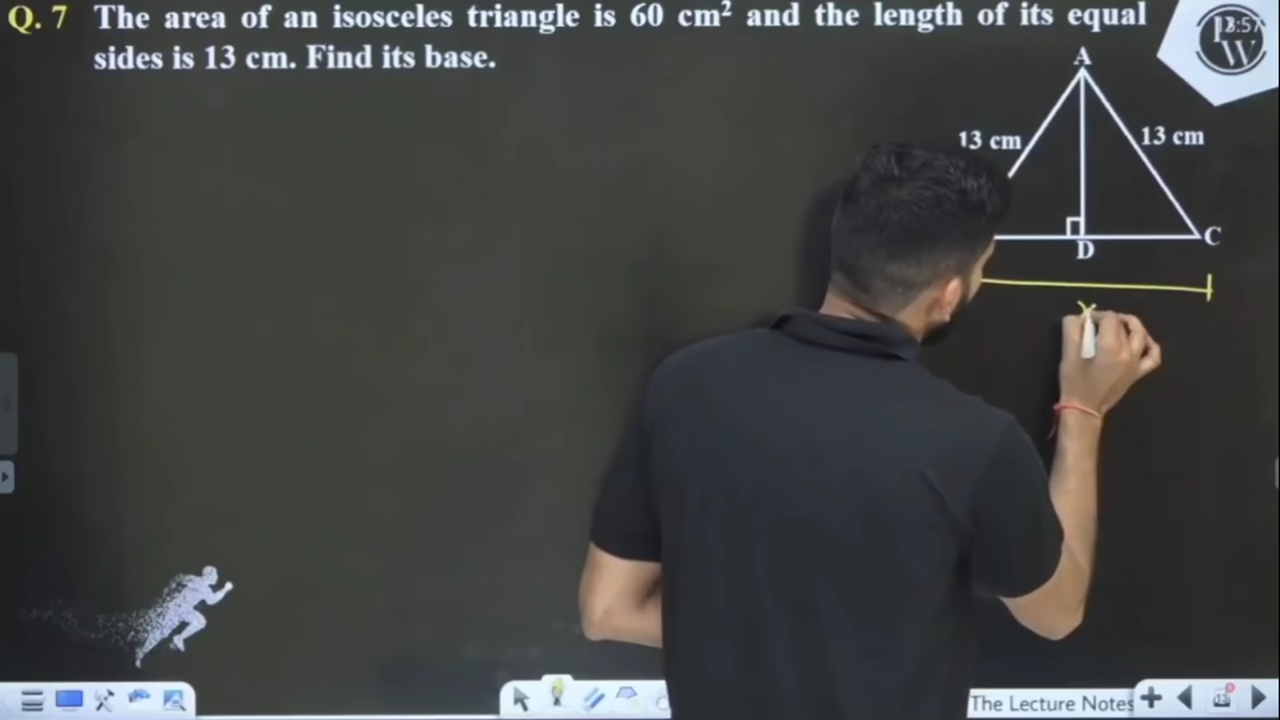 Q. 7 The area of an isosceles triangle is 60 cm² and the length of its equal
sides is 13 cm. Find its base.
A
13 cm
13 cm
D
C
PW
The Lecture Notes